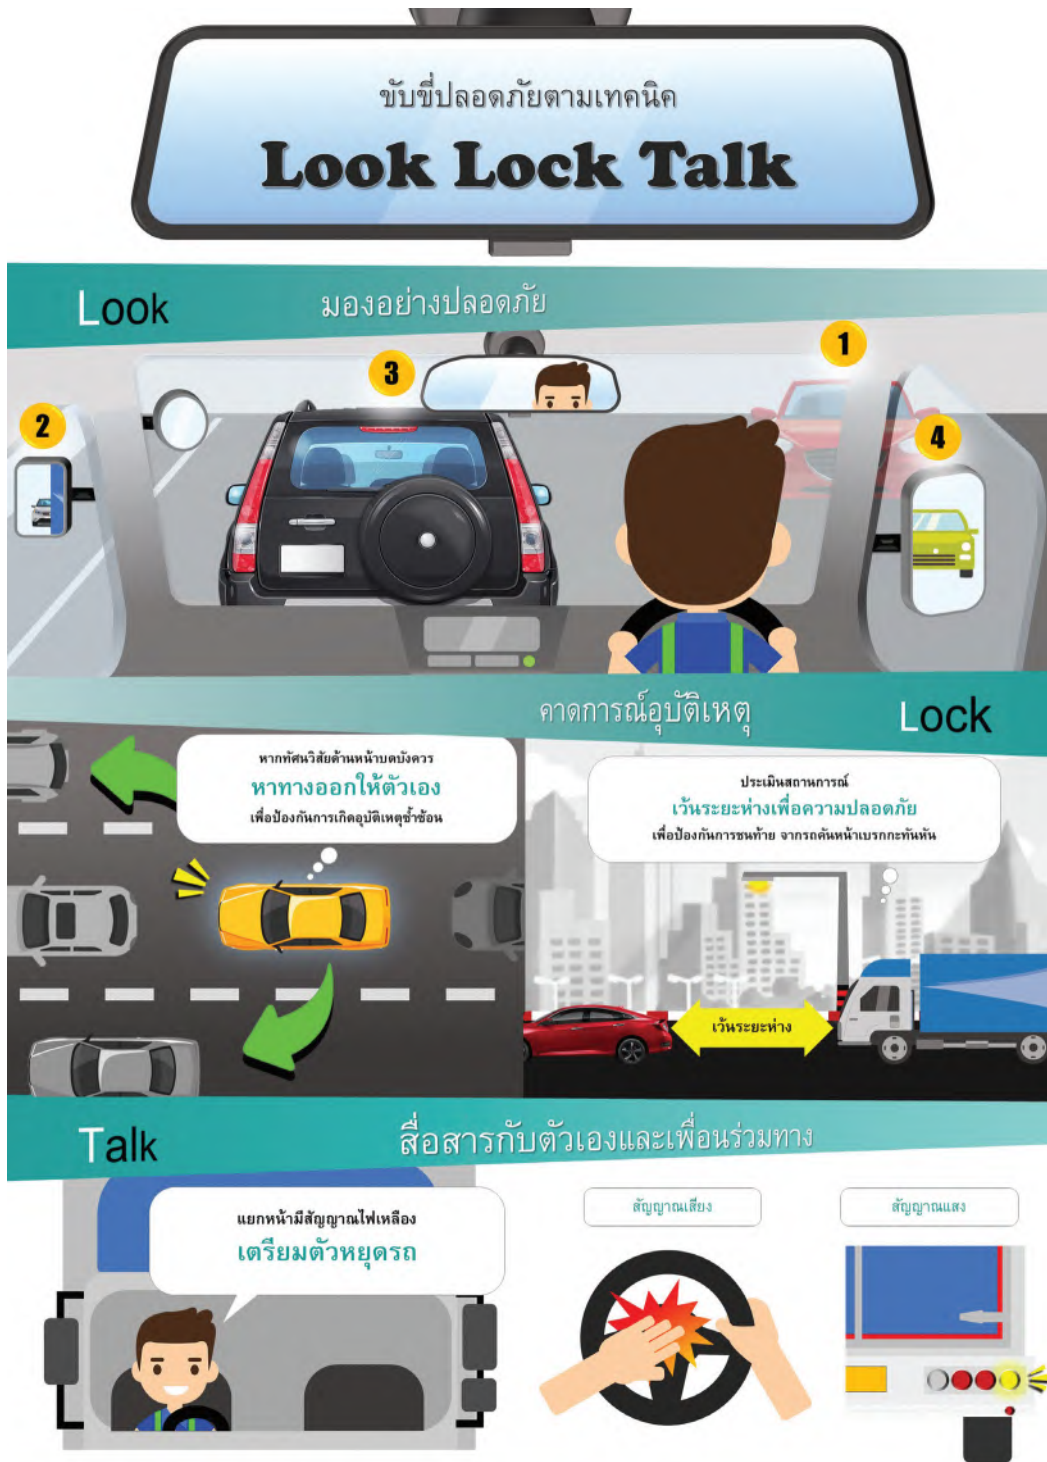 ขับขี่ปลอดภัยตามเทคนิค
Look Lock Talk
Look
มองอย่างปลอดภัย
1
2
3
4
คาดการณ์อุบัติเหตุ
Lock
หากทัศนวิสัยด้านหน้าบดบังควร
หาทางออกให้ตัวเอง
เพื่อป้องกันการเกิดอุบัติเหตุซ้ำซ้อน
ประเมินสถานการณ์
เว้นระยะห่างเพื่อความปลอดภัย
เพื่อป้องกันการชนท้าย จากรถคันหน้าเบรกกะทันหัน
เว้นระยะห่าง
Talk
สื่อสารกับตัวเองและเพื่อนร่วมทาง
แยกหน้ามีสัญญาณไฟเหลือง
เตรียมตัวหยุดรถ
สัญญาณเสียง
สัญญาณแสง